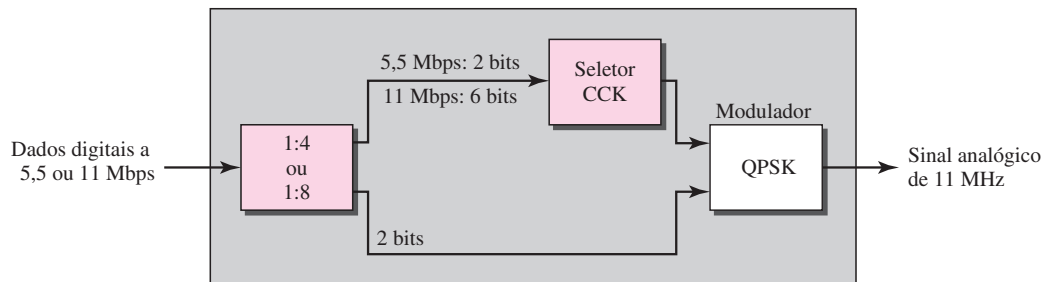 Dados digitais a
5,5 ou 11 Mbps
1:4
ou
1:8
5,5 Mbps: 2 bits
11 Mbps: 6 bits
2 bits
Seletor
CCK
Modulador
QPSK
Sinal analógico
de 11 MHz